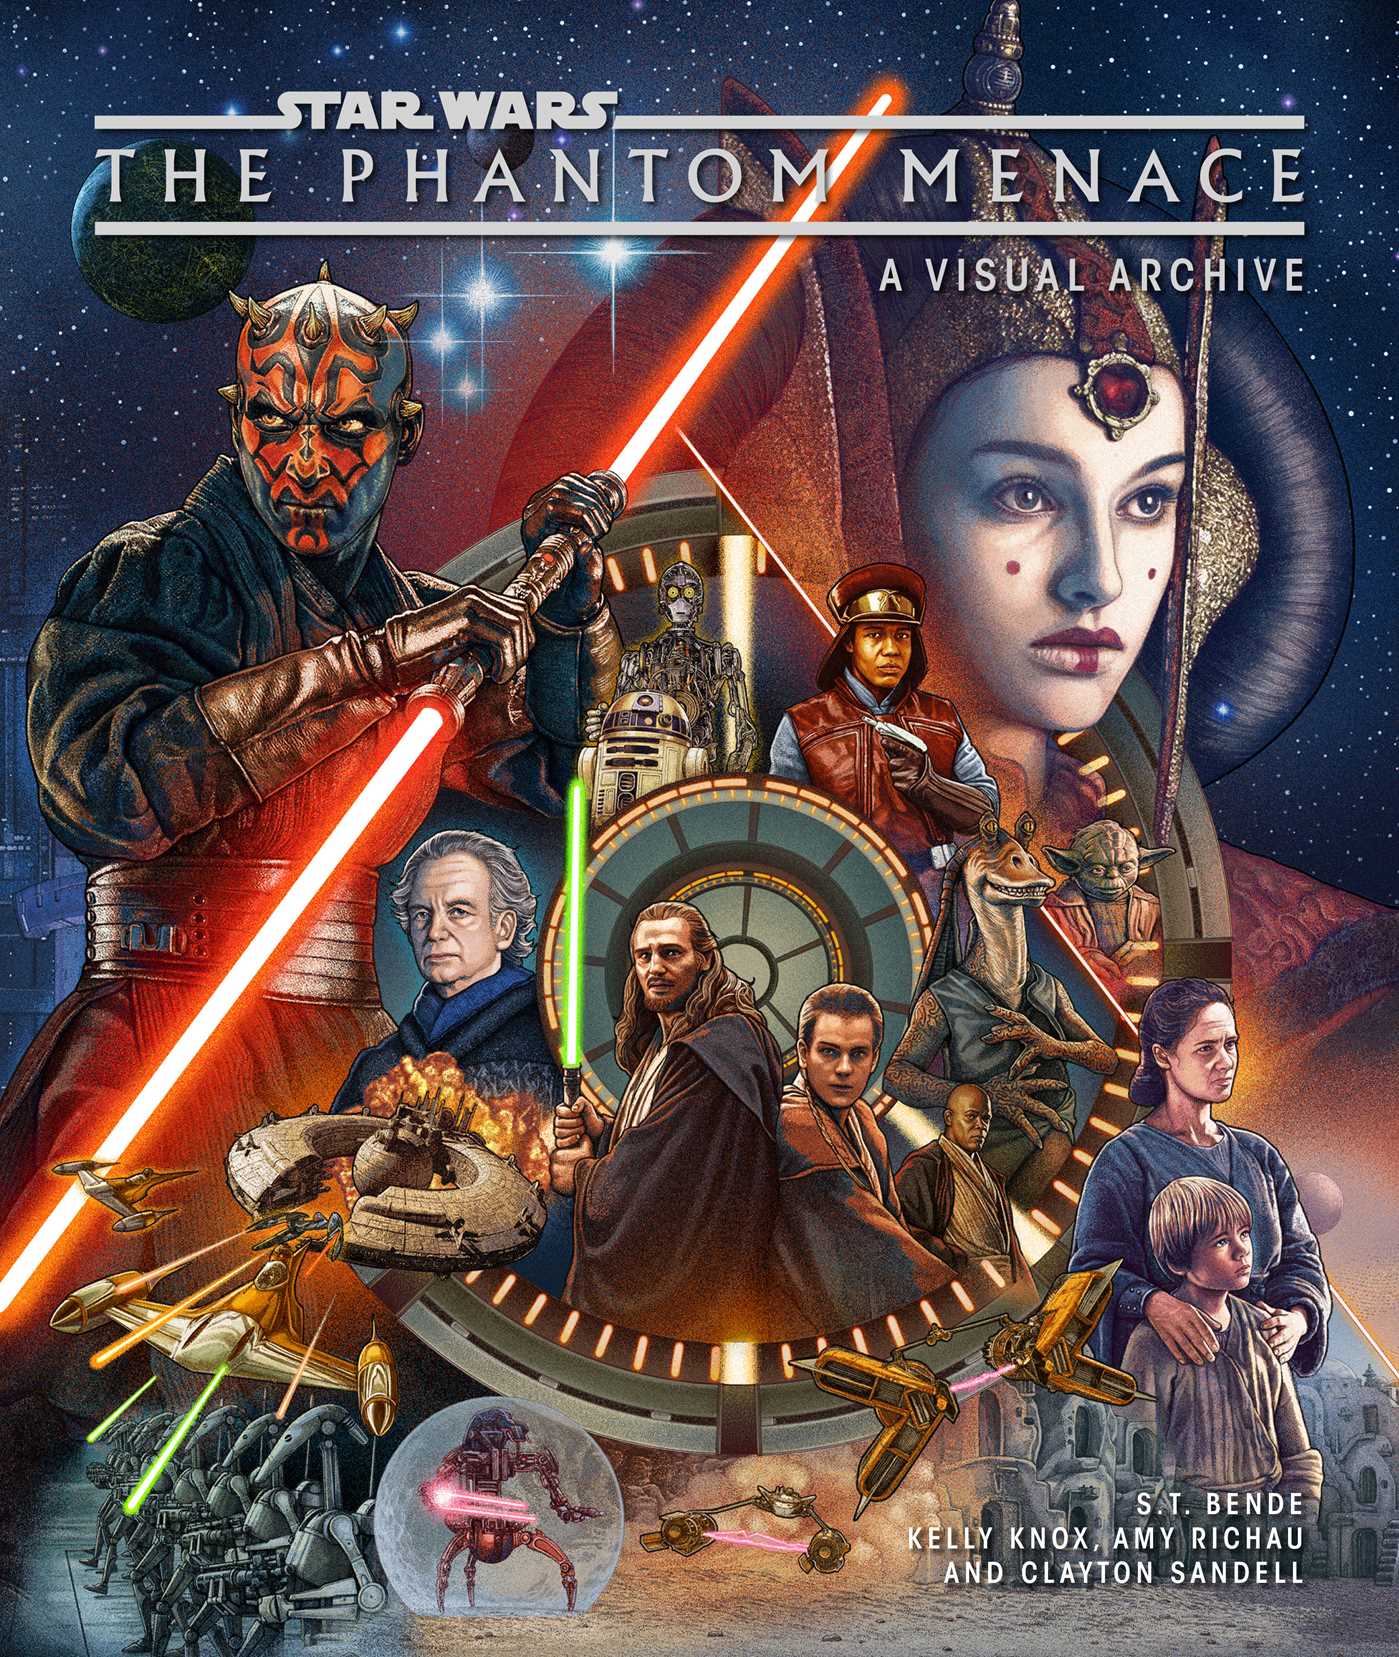 STAR WARS
THE PHANTOM MENACE
A VISUAL ARCHIVE
S.T. BENDE
KELLY KNOX, AMY RICHAU
AND CLAYTON SANDELL